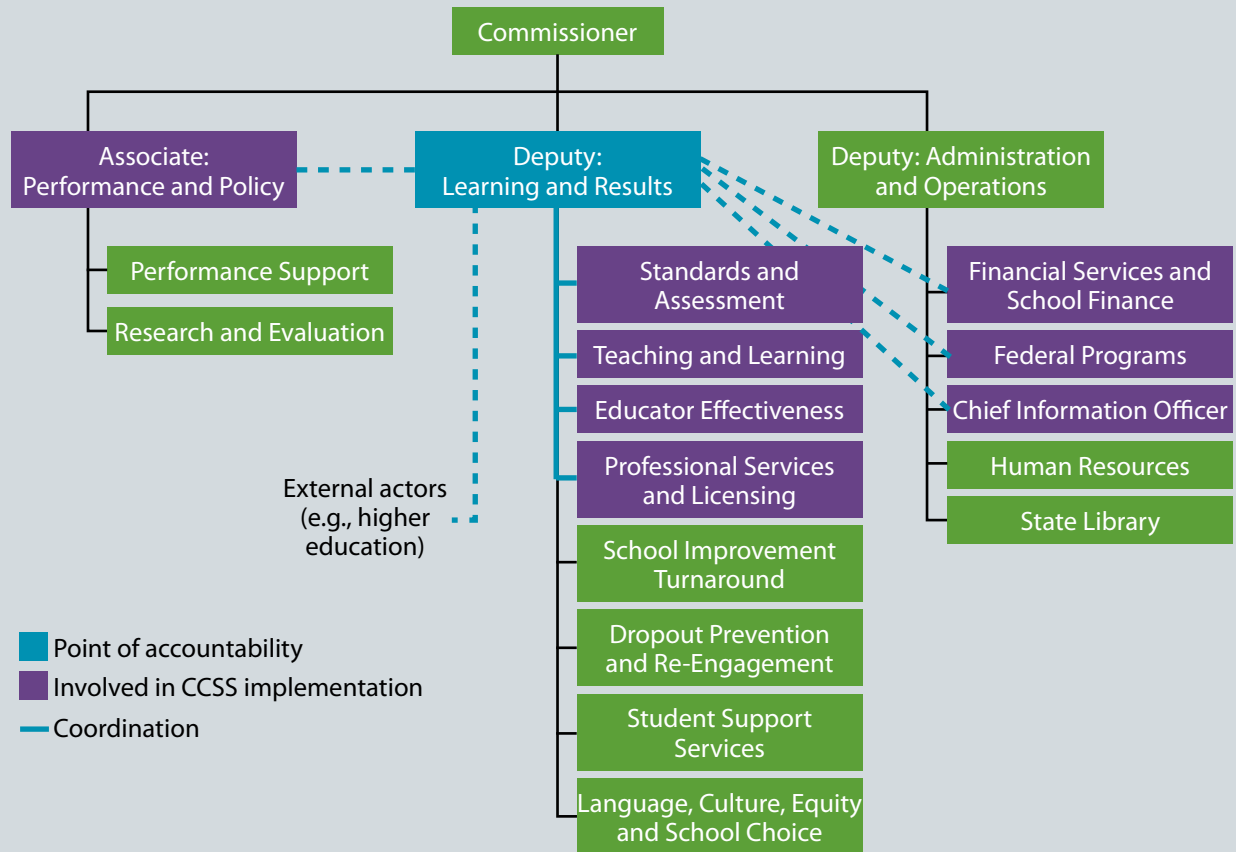 Commissioner
Associate:
Performance and Policy
Performance Support
Research and Evaluation
Deputy:
Learning and Results
Standards and
Assessment
Teaching and Learning
Educator Effectiveness
Professional Services
and Licensing
School Improvement
Turnaround
Dropout Prevention
and Re-Engagement
Student Support
Services
Language, Culture, Equity
and School Choice
Deputy: Administration
and Operations
Financial Services and
School Finance
Federal Programs
Chief Information Officer
Human Resources
State Library
External actors
(e.g., higher
education)
Point of accountability
Involved in CCSS implementation
Coordination